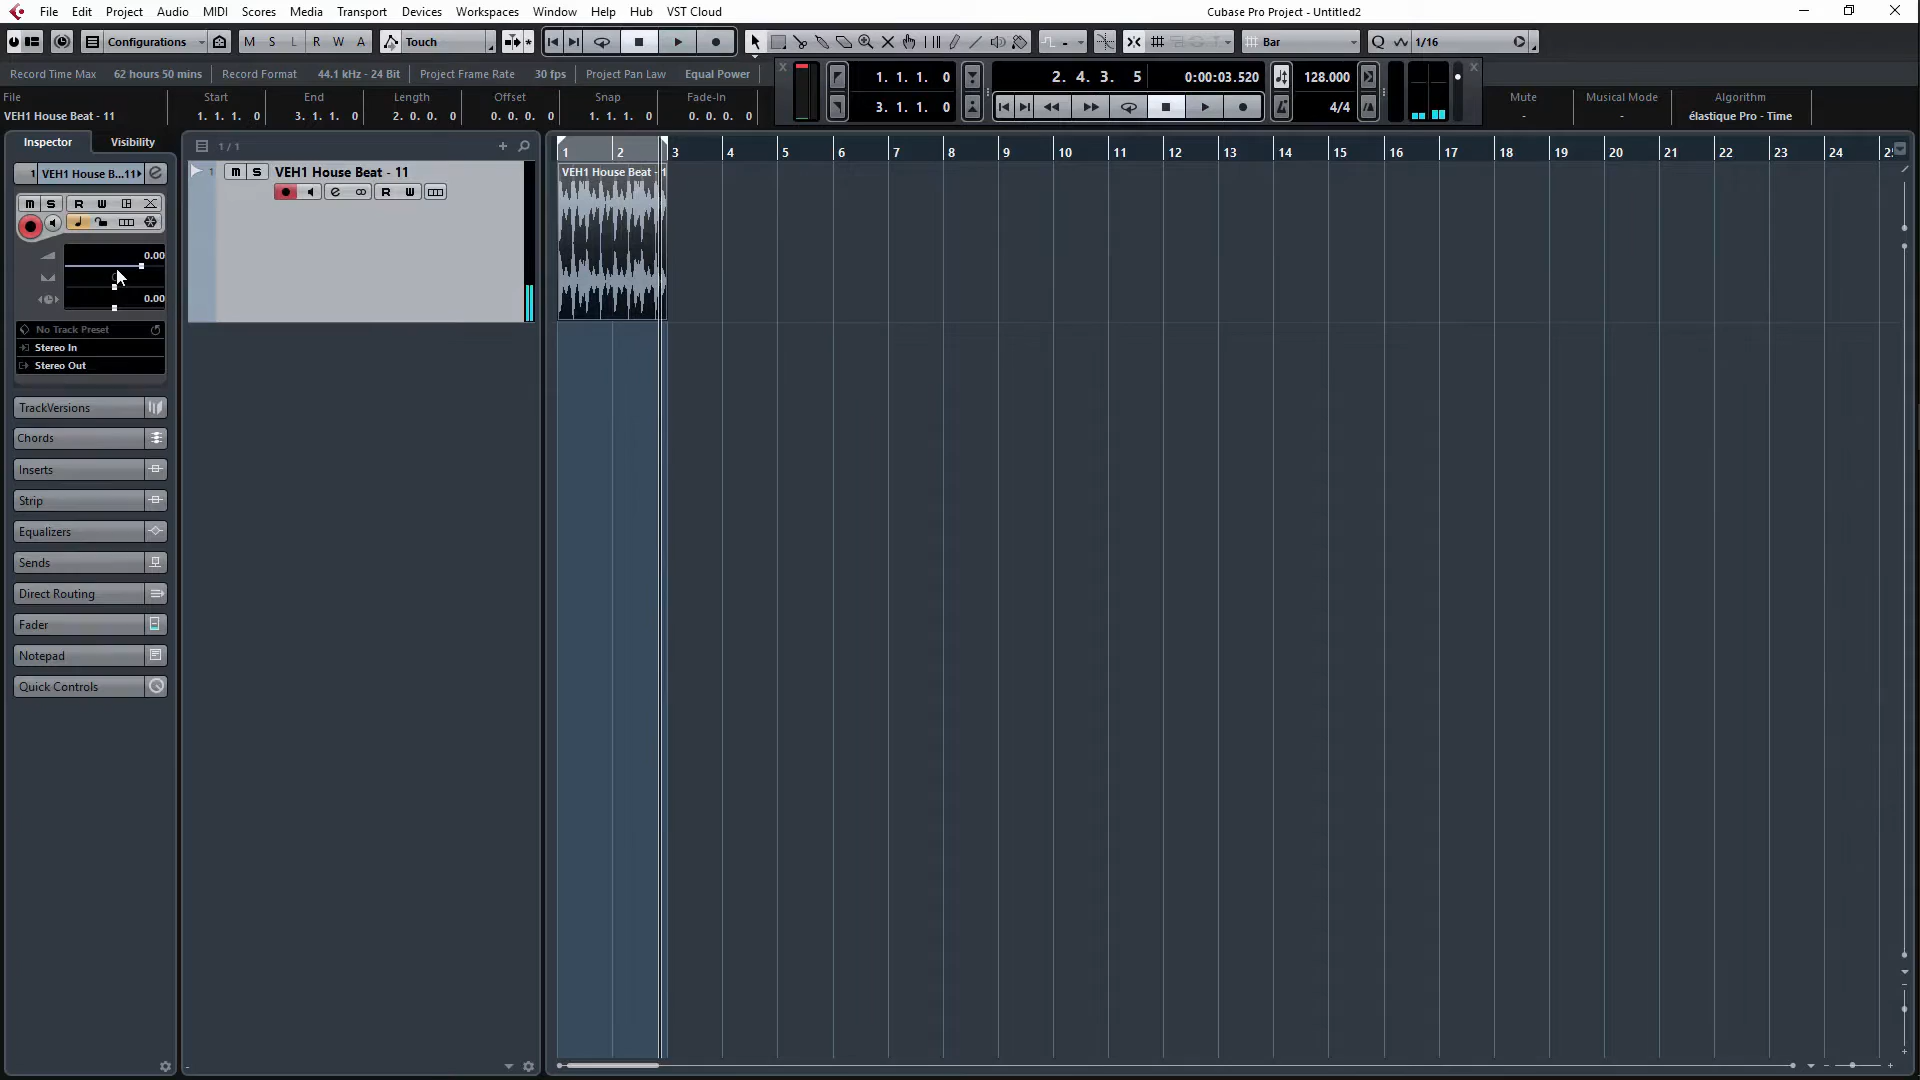 File Edit Project Audio MIDI Scores Media Transport Devices Workspaces Window Help Hub VST Cloud
Cubase Pro Project - Untitled2
Configurations M S L R W A Touch Bar Q 1/16
Record Time Max 62 hours 50 mins Record Format 44.1 kHz - 24 Bit Project Frame Rate 30 fps Project Pan Law Equal Power
1. 1. 1. 0 2. 4. 3. 5 0:00:03.520 128.000
File Start End Length Offset Snap Fade-In Mute Musical Mode Algorithm
3. 1. 1. 0 4/4
VEH1 House Beat - 11 1. 1. 1. 0 3. 1. 1. 0 2. 0. 0. 0 0. 0. 0. 0 1. 1. 1. 0 0. 0. 0. 0 - - élastique Pro - Time
Inspector Visibility
1 / 1
1 2 3 4 5 6 7 8 9 10 11 12 13 14 15 16 17 18 19 20 21 22 23 24
1 VEH1 House B...11 e
1 m s VEH1 House Beat - 11
VEH1 House Beat - 1
m s R W
e R W
0.00
0.00
No Track Preset
Stereo In
Stereo Out
TrackVersions
Chords
Inserts
Strip
Equalizers
Sends
Direct Routing
Fader
Notepad
Quick Controls